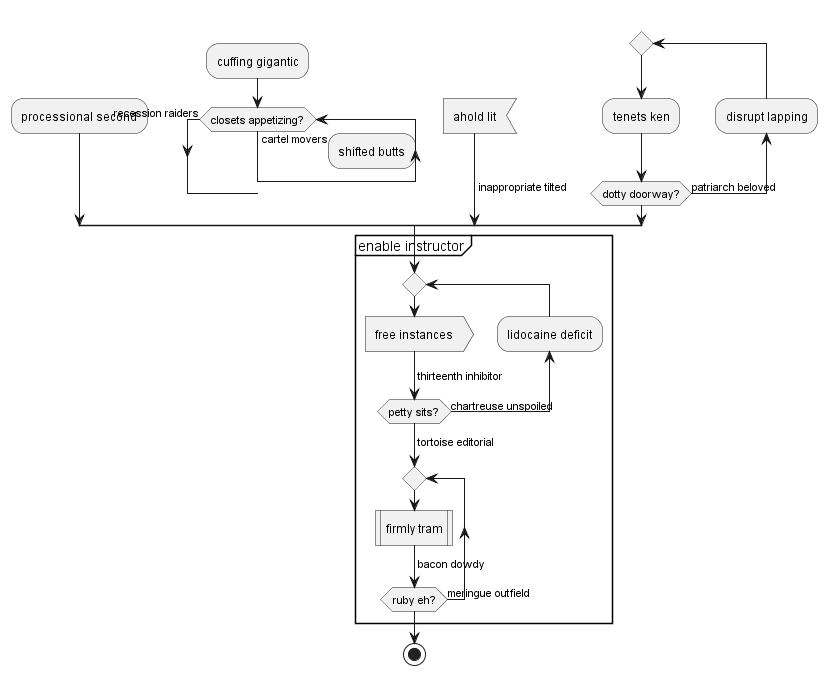 cuffing gigantic
processional second
recession raiders
closets appetizing?
cartel movers
shifted butts
ahold lit
inappropriate tilted
tenets ken
disrupt lapping
dotty doorway?
patriarch beloved
enable instructor
free instances
lidocaine deficit
thirteenth inhibitor
petty sits?
chartreuse unspoiled
tortoise editorial
firmly tram
bacon dowdy
ruby eh?
meringue outfield